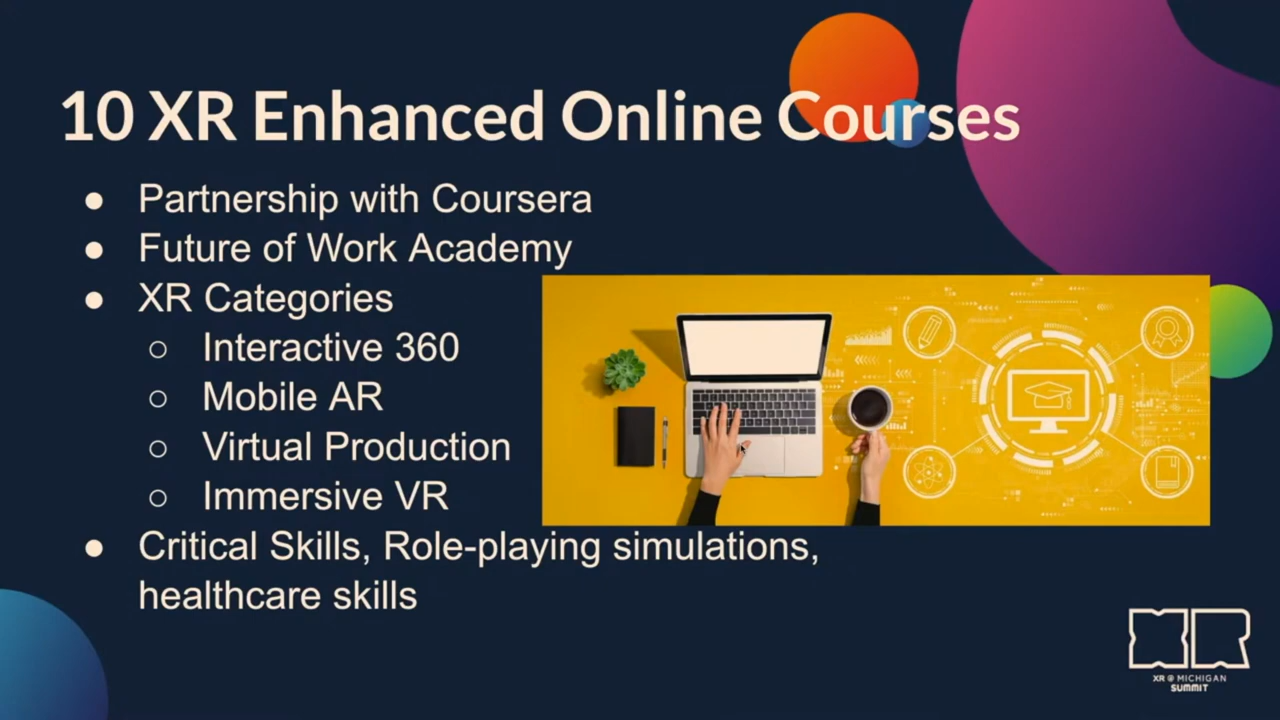 10 XR Enhanced Online Courses
● Partnership with Coursera
● Future of Work Academy
● XR Categories
○ Interactive 360
○ Mobile AR
○ Virtual Production
○ Immersive VR
● Critical Skills, Role-playing simulations,
healthcare skills
XR
XR @ MICHIGAN
SUMMIT